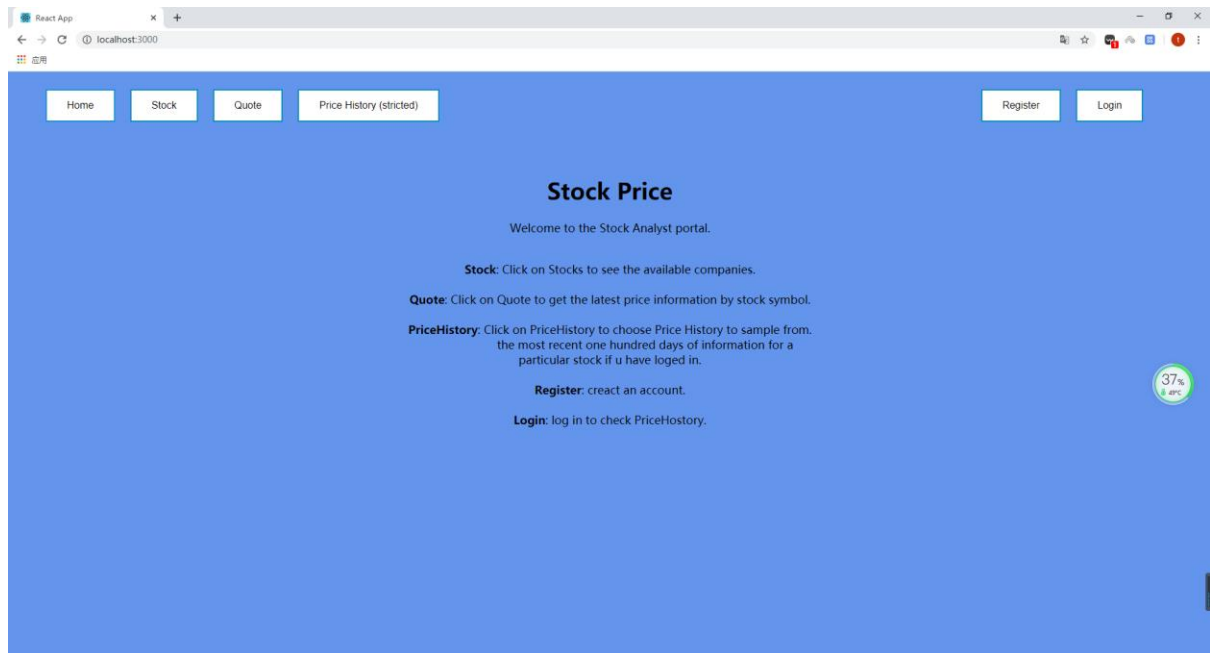 React App
localhost:3000
应用
Home
Stock
Quote
Price History (stricted)
Register
Login
Stock Price
Welcome to the Stock Analyst portal.
Stock: Click on Stocks to see the available companies.
Quote: Click on Quote to get the latest price information by stock symbol.
PriceHistory: Click on PriceHistory to choose Price History to sample from.
the most recent one hundred days of information for a
particular stock if u have loged in.
Register: creact an account.
Login: log in to check PriceHostory.
37%